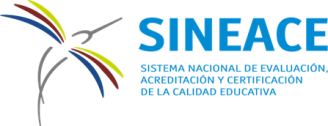 SINEACE
SISTEMA NACIONAL DE EVALUACIÓN,
ACREDITACIÓN Y CERTIFICACIÓN
DE LA CALIDAD EDUCATIVA